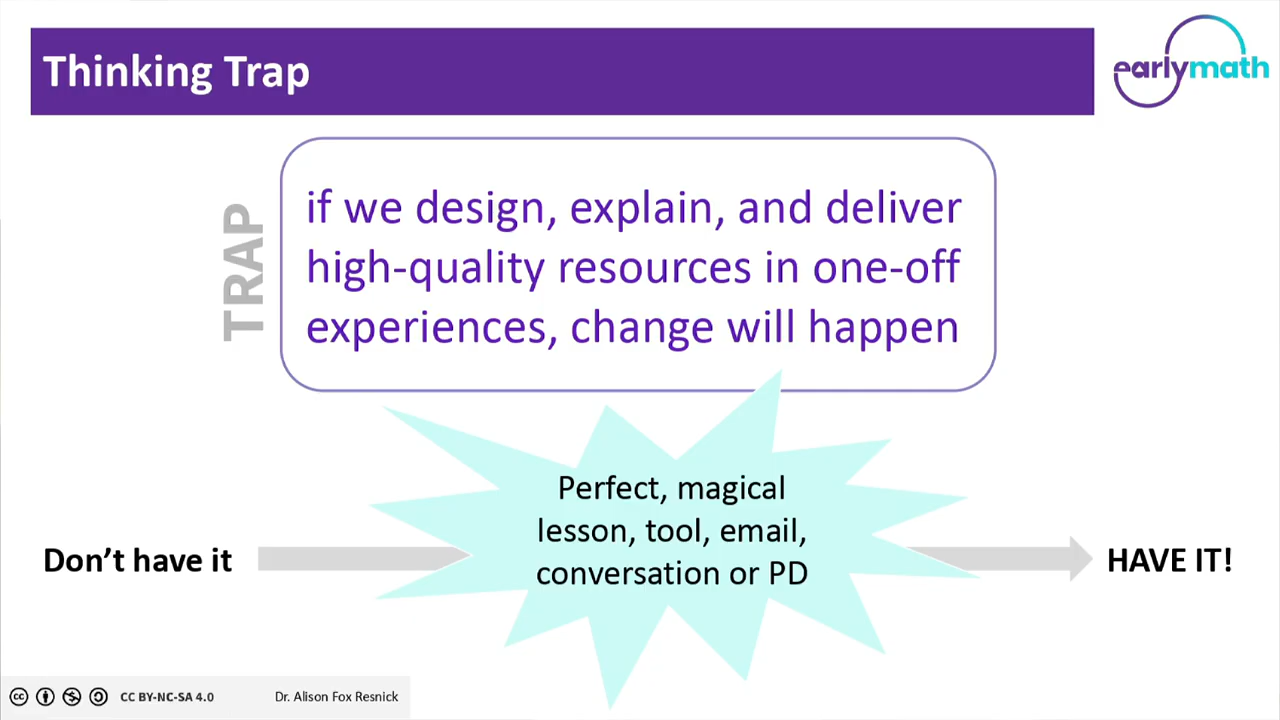 Thinking Trap
earlymath
TRAP
if we design, explain, and deliver
high-quality resources in one-off
experiences, change will happen
Perfect, magical
lesson, tool, email,
conversation or PD
Don’t have it
HAVE IT!
cc
CC BY-NC-SA 4.0
Dr. Alison Fox Resnick